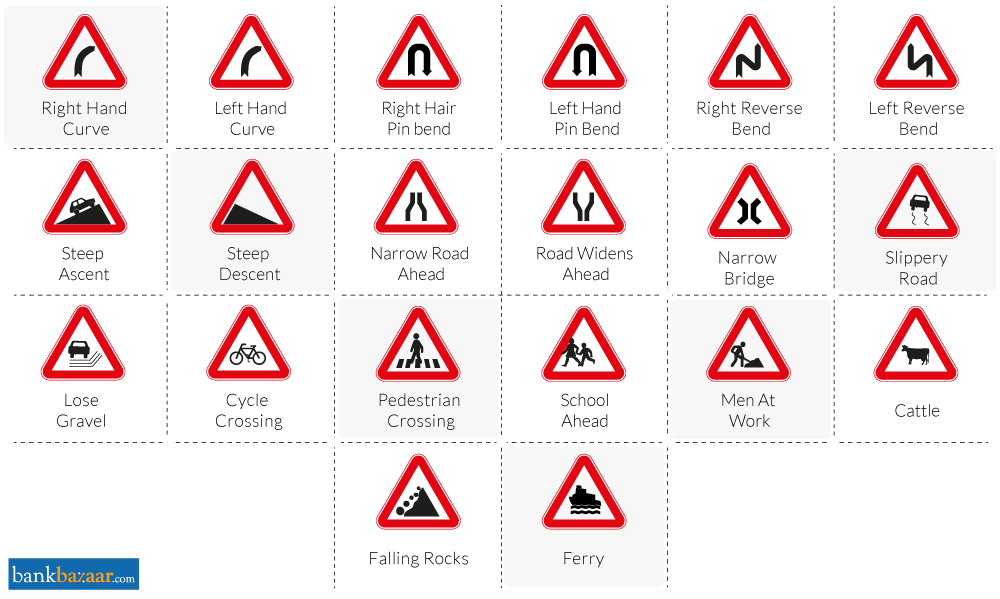 Right Hand
Curve
Left Hand
Curve
Right Hair
Pin bend
Left Hand
Pin Bend
Right Reverse
Bend
Left Reverse
Bend
Steep
Ascent
Steep
Descent
Narrow Road
Ahead
Road Widens
Ahead
Narrow
Bridge
Slippery
Road
Lose
Gravel
Cycle
Crossing
Pedestrian
Crossing
School
Ahead
Men At
Work
Cattle
Falling Rocks
Ferry
bankbazaar.com